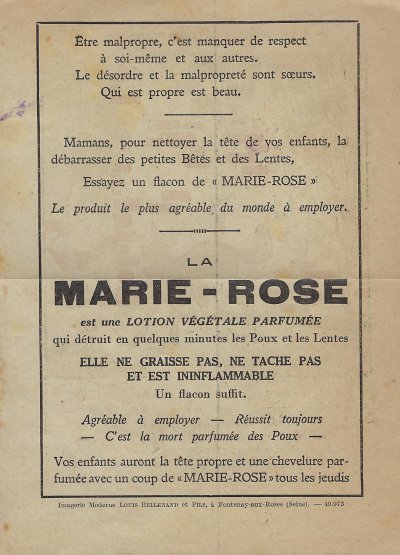 Être malpropre, c'est manquer de respect
à soi-même et aux autres.
Le désordre et la malpropreté sont sœurs.
Qui est propre est beau.
Mamans, pour nettoyer la tête de vos enfants, la
débarrasser des petites Bêtes et des Lentes,
Essayez un flacon de « MARIE-ROSE »
Le produit le plus agréable du monde à employer.
LA
MARIE - ROSE
est une LOTION VÉGÉTALE PARFUMÉE
qui détruit en quelques minutes les Poux et les Lentes
ELLE NE GRAISSE PAS, NE TACHE PAS
ET EST ININFLAMMABLE
Un flacon suffit.
Agréable à employer — Réussit toujours
— C'est la mort parfumée des Poux —
Vos enfants auront la tête propre et une chevelure par-
fumée avec un coup de «MARIE-ROSE» tous les jeudis
Imagerie Moderne LOUIS BELLENAND et FILS, à Fontenay-aux-Roses (Seine). — 49.973